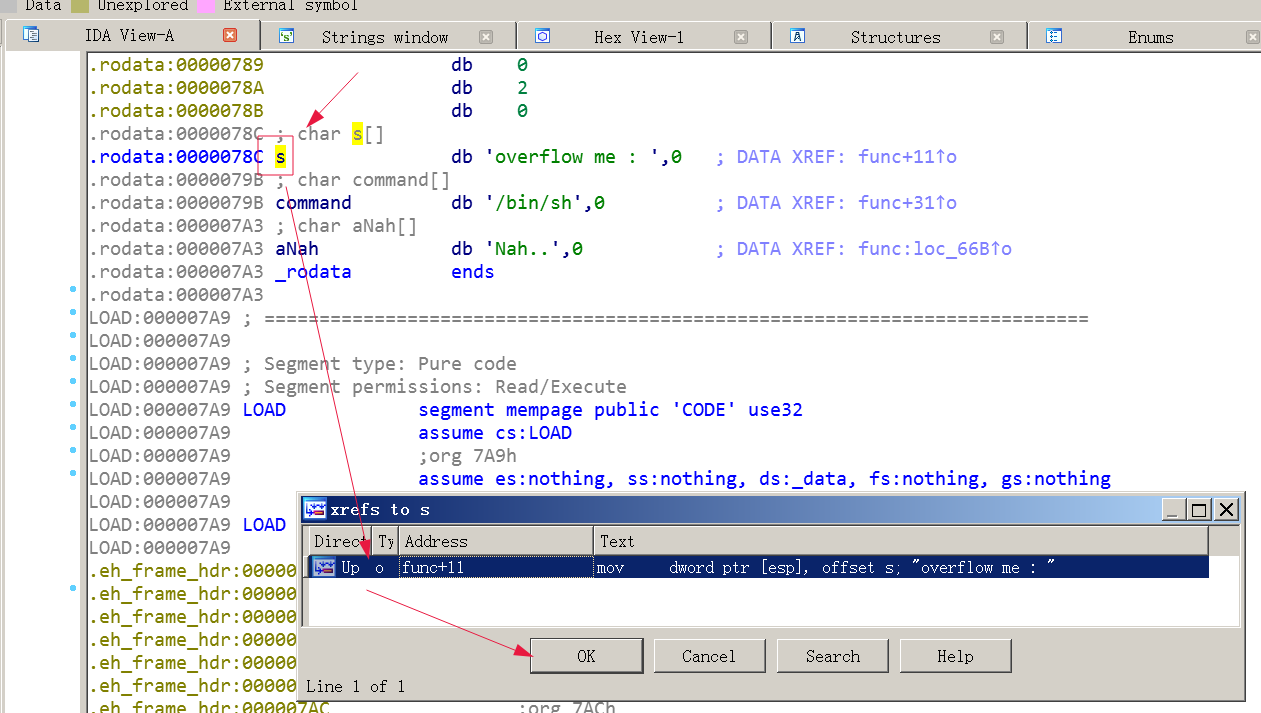 Data Unexplored External symbol
IDA View-A Strings window Hex View-1 Structures Enums
.rodata:00000789 db 0
.rodata:0000078A db 2
.rodata:0000078B db 0
.rodata:0000078C ; char s[]
.rodata:0000078C s db 'overflow me : ',0 ; DATA XREF: func+11↑o
.rodata:0000079B ; char command[]
.rodata:0000079B command db '/bin/sh',0 ; DATA XREF: func+31↑o
.rodata:000007A3 ; char aNah[]
.rodata:000007A3 aNah db 'Nah..',0 ; DATA XREF: func:loc_66B↑o
.rodata:000007A3 _rodata ends
.rodata:000007A3
LOAD:000007A9 ; ===========================================================================
LOAD:000007A9
LOAD:000007A9 ; Segment type: Pure code
LOAD:000007A9 ; Segment permissions: Read/Execute
LOAD:000007A9 LOAD segment mempage public 'CODE' use32
LOAD:000007A9 assume cs:LOAD
LOAD:000007A9 ;org 7A9h
LOAD:000007A9 assume es:nothing, ss:nothing, ds:_data, fs:nothing, gs:nothing
LOAD:000007A9
LOAD:000007A9 LOAD
LOAD:000007A9
.eh_frame_hdr:00000
.eh_frame_hdr:00000
.eh_frame_hdr:00000
.eh_frame_hdr:00000
.eh_frame_hdr:00000
.eh_frame_hdr:00000
.eh_frame_hdr:000007AC ;org 7ACh
xrefs to s
Direct Ty Address Text
Up o func+11 mov dword ptr [esp], offset s; "overflow me : "
OK Cancel Search Help
Line 1 of 1